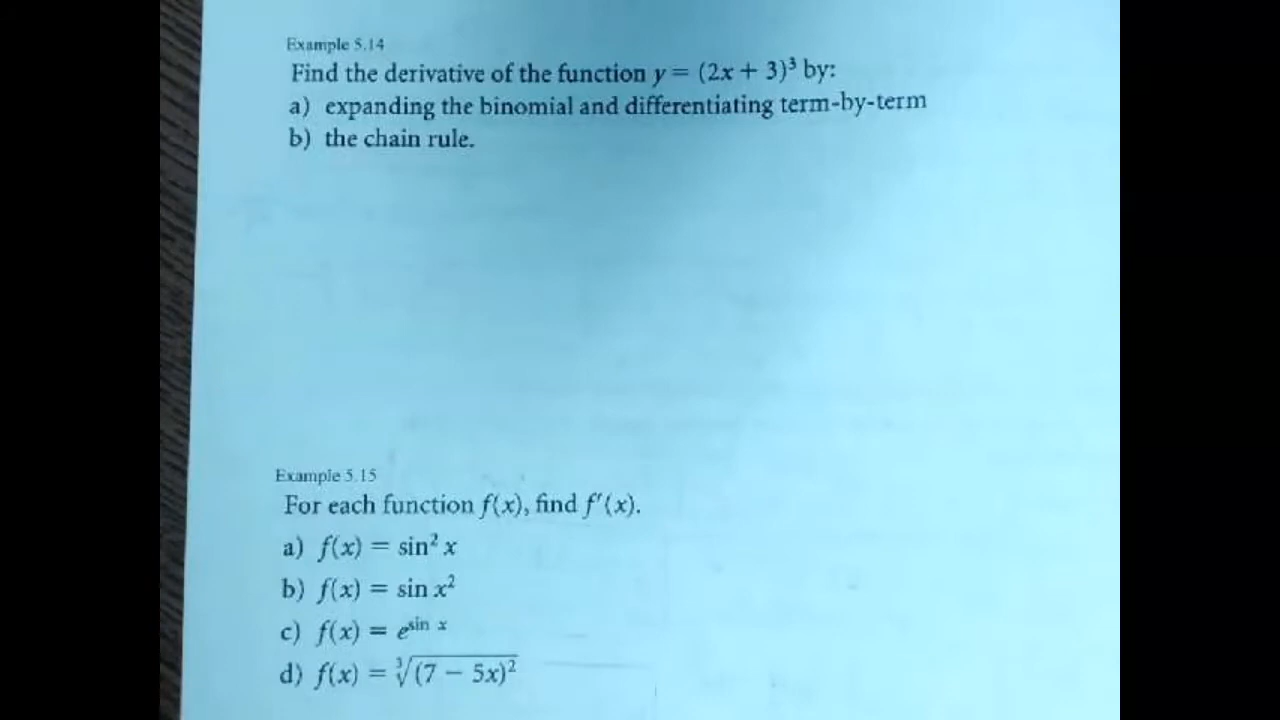 Example 5.14
Find the derivative of the function y = (2x + 3)³ by:
a) expanding the binomial and differentiating term-by-term
b) the chain rule.
Example 5.15
For each function f(x), find f′(x).
a) f(x) = sin² x
b) f(x) = sin x²
c) f(x) = e^(sin x)
d) f(x) = ∛((7 − 5x)²)